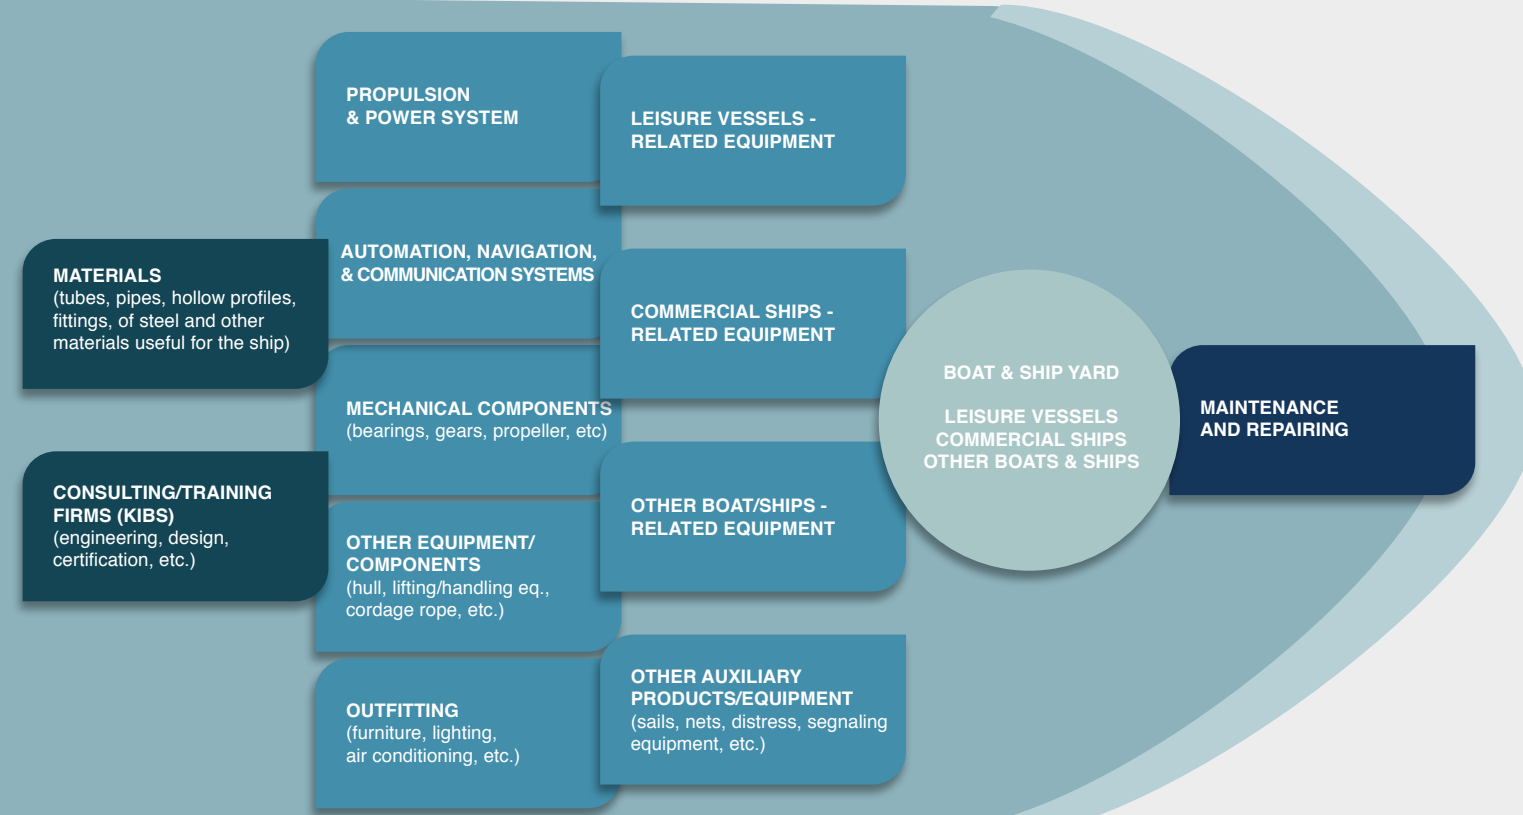 MATERIALS
(tubes, pipes, hollow profiles,
fittings, of steel and other
materials useful for the ship)
CONSULTING/TRAINING
FIRMS (KIBS)
(engineering, design,
certification, etc.)
PROPULSION
& POWER SYSTEM
AUTOMATION, NAVIGATION,
& COMMUNICATION SYSTEMS
MECHANICAL COMPONENTS
(bearings, gears, propeller, etc)
OTHER EQUIPMENT/
COMPONENTS
(hull, lifting/handling eq.,
cordage rope, etc.)
OUTFITTING
(furniture, lighting,
air conditioning, etc.)
LEISURE VESSELS -
RELATED EQUIPMENT
COMMERCIAL SHIPS -
RELATED EQUIPMENT
OTHER BOAT/SHIPS -
RELATED EQUIPMENT
OTHER AUXILIARY
PRODUCTS/EQUIPMENT
(sails, nets, distress, segnaling
equipment, etc.)
BOAT & SHIP YARD
LEISURE VESSELS
COMMERCIAL SHIPS
OTHER BOATS & SHIPS
MAINTENANCE
AND REPAIRING